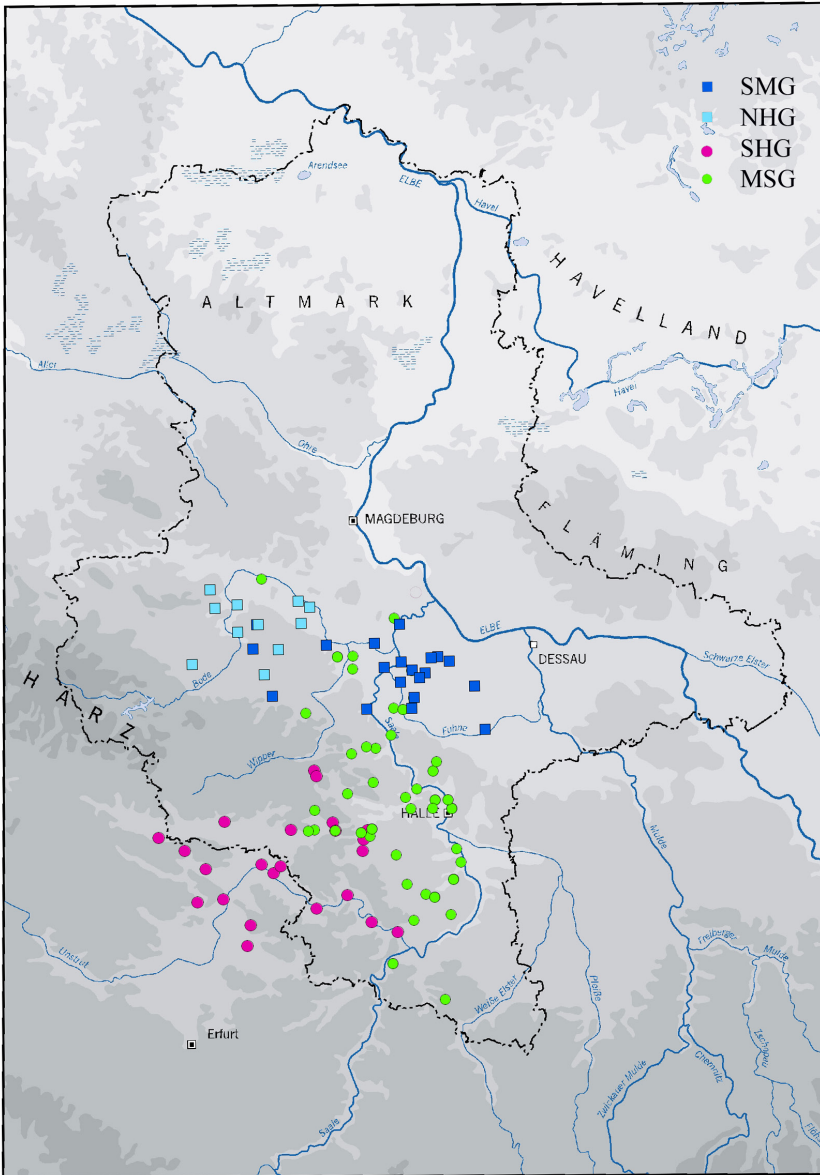 SMG
NHG
SHG
MSG
Arendsee
ELBE
Havel
HAVELLAND
ALTMARK
Aller
Havel
Ohre
MAGDEBURG
FLÄMING
ELBE
DESSAU
Schwarze Elster
HARZ
Bode
Fuhne
Saale
Wipper
HALLE
Mulde
Unstrut
Freiberger
Mulde
Weiße Elster
Pleiße
Erfurt
Zschopau
Zwickauer Mulde
Chemnitz
Saale